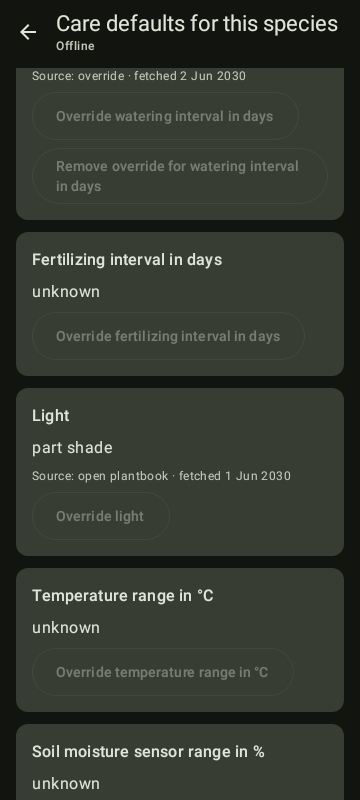 Care defaults for this species
Offline
Source: override · fetched 2 Jun 2030
Override watering interval in days
Remove override for watering interval
in days
Fertilizing interval in days
unknown
Override fertilizing interval in days
Light
part shade
Source: open plantbook · fetched 1 Jun 2030
Override light
Temperature range in °C
unknown
Override temperature range in °C
Soil moisture sensor range in %
unknown